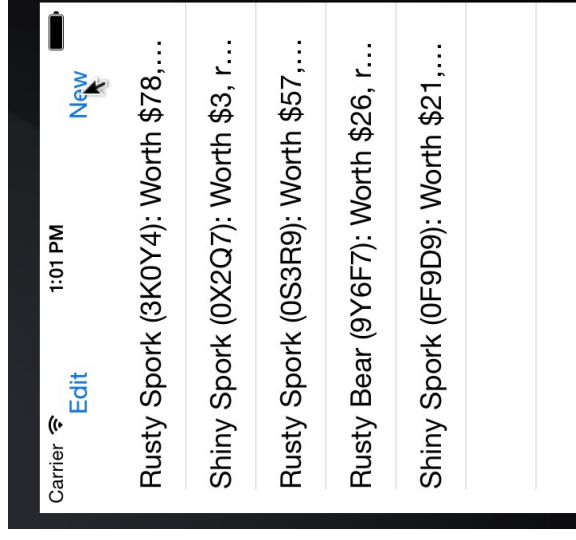 Carrier 1:01 PM
Edit New
Rusty Spork (3K0Y4): Worth $78,...
Shiny Spork (0X2Q7): Worth $3, r...
Rusty Spork (0S3R9): Worth $57,...
Rusty Bear (9Y6F7): Worth $26, r...
Shiny Spork (0F9D9): Worth $21,...